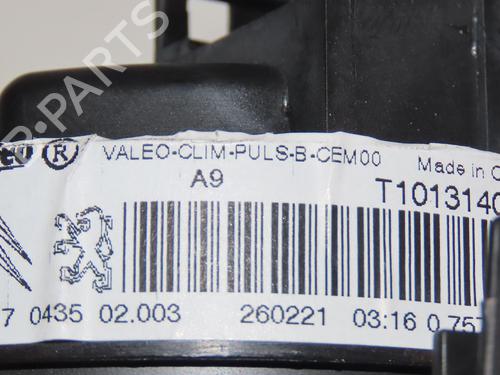 B-PARTS
® VALEO-CLIM-PULS-B-CEM00 Made in
A9 T1013140
7 0435 02.003 260221 03:16 0.757